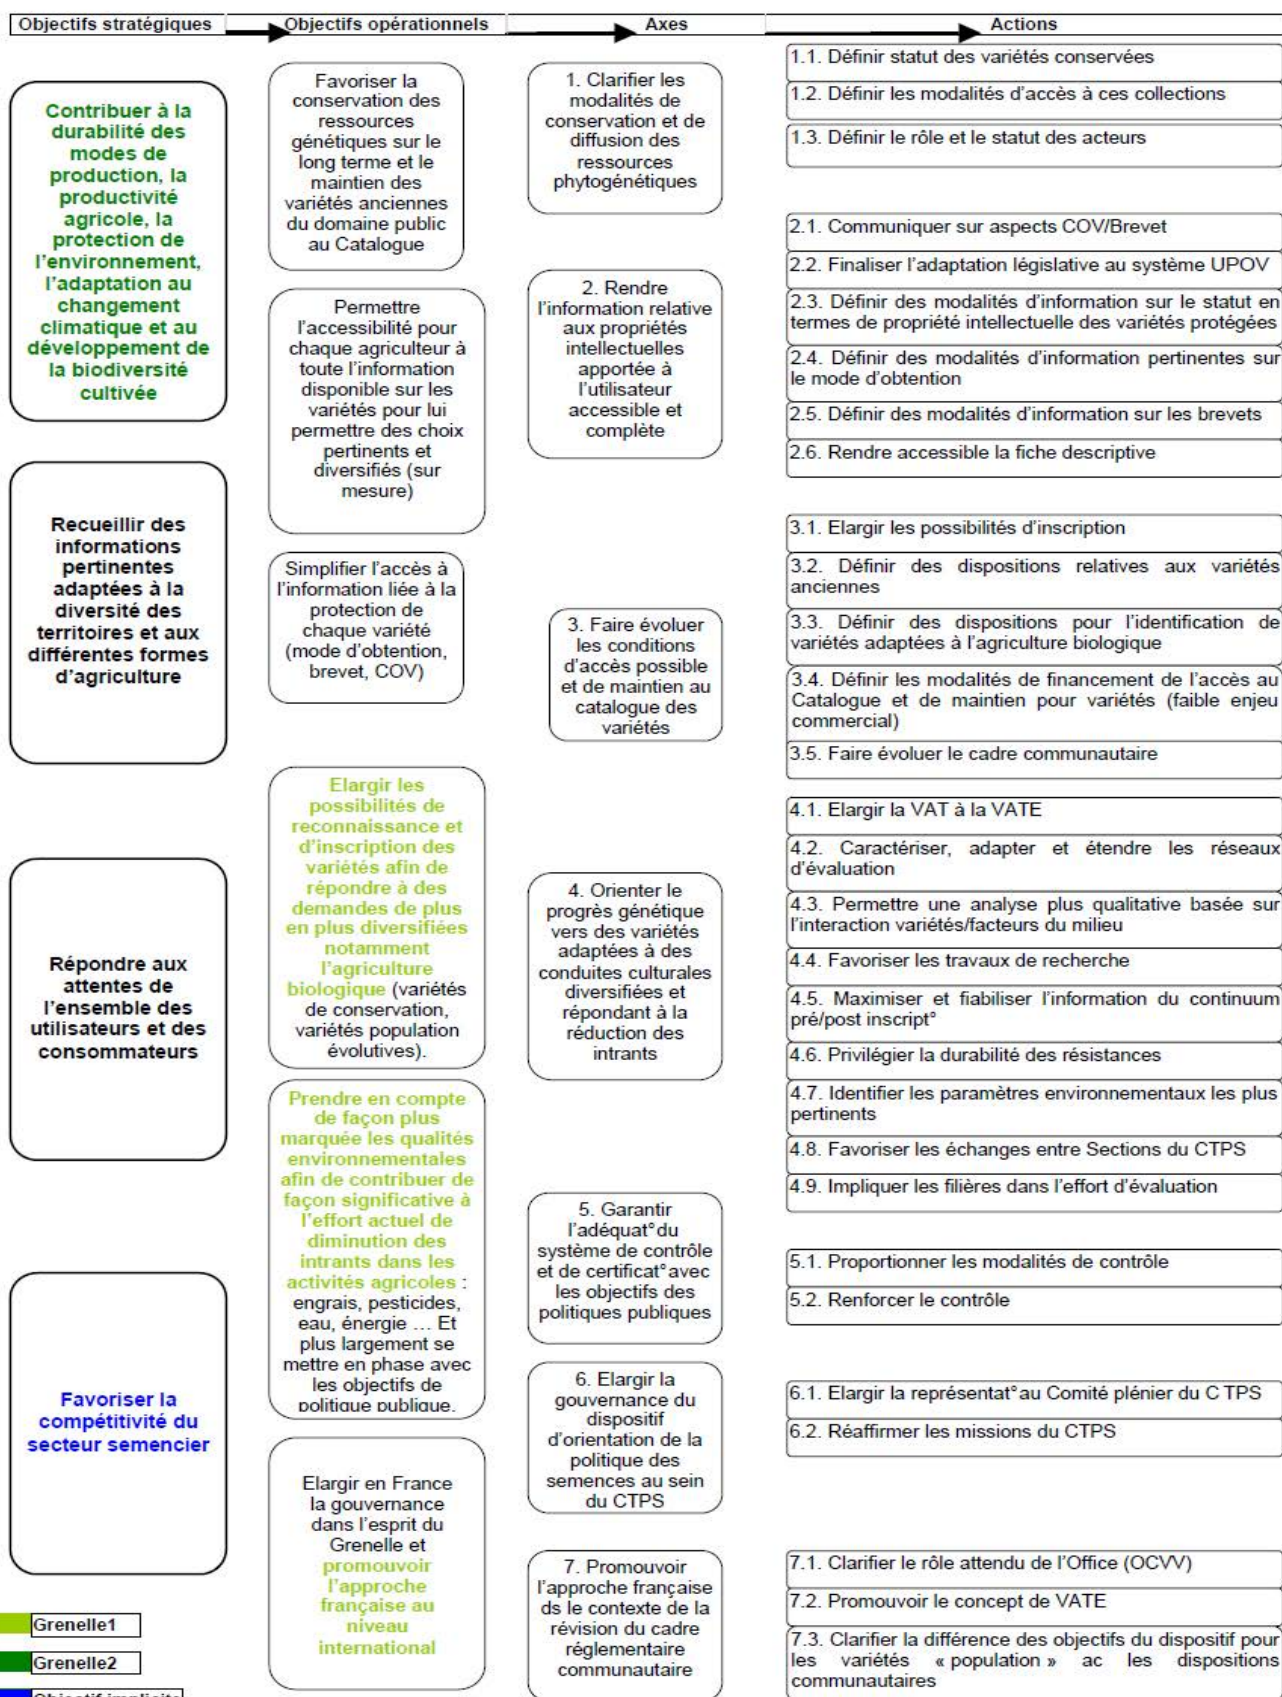 Objectifs stratégiques
Objectifs opérationnels
Axes
Actions
Contribuer à la
durabilité des
modes de
production, la
productivité
agricole, la
protection de
l'environnement,
l'adaptation au
changement
climatique et au
développement de
la biodiversité
cultivée
Recueillir des
informations
pertinentes
adaptées à la
diversité des
territoires et aux
différentes formes
d'agriculture
Répondre aux
attentes de
l'ensemble des
utilisateurs et des
consommateurs
Favoriser la
compétitivité du
secteur semencier
Grenelle1
Grenelle2
Objectif implicite
Favoriser la
conservation des
ressources
génétiques sur le
long terme et le
maintien des
variétés anciennes
du domaine public
au Catalogue
Permettre
l'accessibilité pour
chaque agriculteur à
toute l'information
disponible sur les
variétés pour lui
permettre des choix
pertinents et
diversifiés (sur
mesure)
Simplifier l'accès à
l'information liée à la
protection de
chaque variété
(mode d'obtention,
brevet, COV)
Elargir les
possibilités de
reconnaissance et
d'inscription des
variétés afin de
répondre à des
demandes de plus
en plus diversifiées
notamment
l'agriculture
biologique (variétés
de conservation,
variétés population
évolutives).
Prendre en compte
de façon plus
marquée les qualités
environnementales
afin de contribuer de
façon significative à
l'effort actuel de
diminution des
intrants dans les
activités agricoles :
engrais, pesticides,
eau, énergie ... Et
plus largement se
mettre en phase avec
les objectifs de
politique publique.
Elargir en France
la gouvernance
dans l'esprit du
Grenelle et
promouvoir
l'approche
française au
niveau
international
1. Clarifier les
modalités de
conservation et de
diffusion des
ressources
phytogénétiques
2. Rendre
l'information relative
aux propriétés
intellectuelles
apportée à
l'utilisateur
accessible et
complète
3. Faire évoluer
les conditions
d'accès possible
et de maintien au
catalogue des
variétés
4. Orienter le
progrès génétique
vers des variétés
adaptées à des
conduites culturales
diversifiées et
répondant à la
réduction des
intrants
5. Garantir
l'adéquat° du
système de contrôle
et de certificat° avec
les objectifs des
politiques publiques
6. Elargir la
gouvernance du
dispositif
d'orientation de la
politique des
semences au sein
du CTPS
7. Promouvoir
l'approche française
ds le contexte de la
révision du cadre
réglementaire
communautaire
1.1. Définir statut des variétés conservées
1.2. Définir les modalités d'accès à ces collections
1.3. Définir le rôle et le statut des acteurs
2.1. Communiquer sur aspects COV/Brevet
2.2. Finaliser l'adaptation législative au système UPOV
2.3. Définir des modalités d'information sur le statut en
termes de propriété intellectuelle des variétés protégées
2.4. Définir des modalités d'information pertinentes sur
le mode d'obtention
2.5. Définir des modalités d'information sur les brevets
2.6. Rendre accessible la fiche descriptive
3.1. Elargir les possibilités d'inscription
3.2. Définir des dispositions relatives aux variétés
anciennes
3.3. Définir des dispositions pour l'identification de
variétés adaptées à l'agriculture biologique
3.4. Définir les modalités de financement de l'accès au
Catalogue et de maintien pour variétés (faible enjeu
commercial)
3.5. Faire évoluer le cadre communautaire
4.1. Elargir la VAT à la VATE
4.2. Caractériser, adapter et étendre les réseaux
d'évaluation
4.3. Permettre une analyse plus qualitative basée sur
l'interaction variétés/facteurs du milieu
4.4. Favoriser les travaux de recherche
4.5. Maximiser et fiabiliser l'information du continuum
pré/post inscript°
4.6. Privilégier la durabilité des résistances
4.7. Identifier les paramètres environnementaux les plus
pertinents
4.8. Favoriser les échanges entre Sections du CTPS
4.9. Impliquer les filières dans l'effort d'évaluation
5.1. Proportionner les modalités de contrôle
5.2. Renforcer le contrôle
6.1. Elargir la représentat° au Comité plénier du C TPS
6.2. Réaffirmer les missions du CTPS
7.1. Clarifier le rôle attendu de l'Office (OCVV)
7.2. Promouvoir le concept de VATE
7.3. Clarifier la différence des objectifs du dispositif pour
les variétés « population » ac les dispositions
communautaires